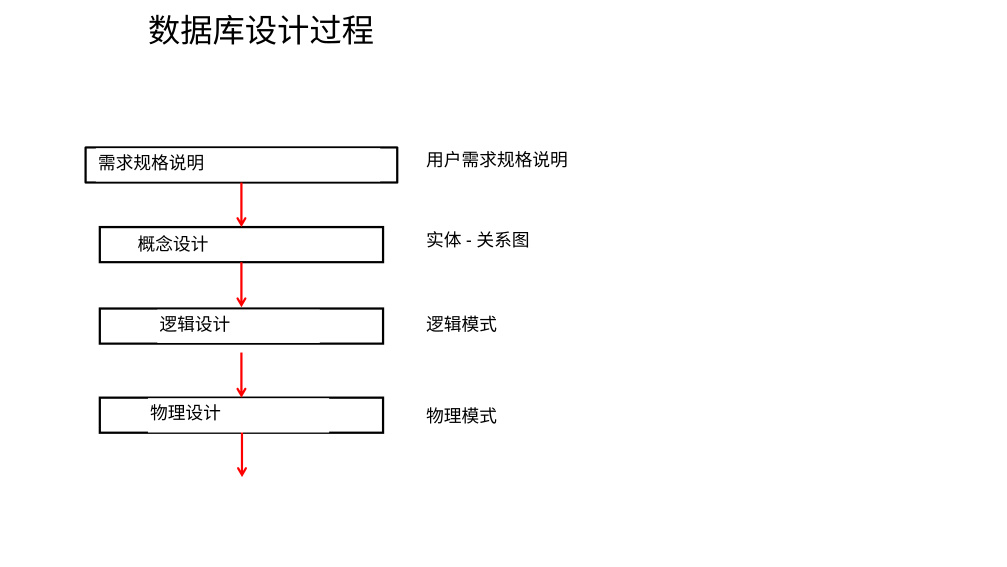 数据库设计过程
需求规格说明
用户需求规格说明
概念设计
实体 - 关系图
逻辑设计
逻辑模式
物理设计
物理模式